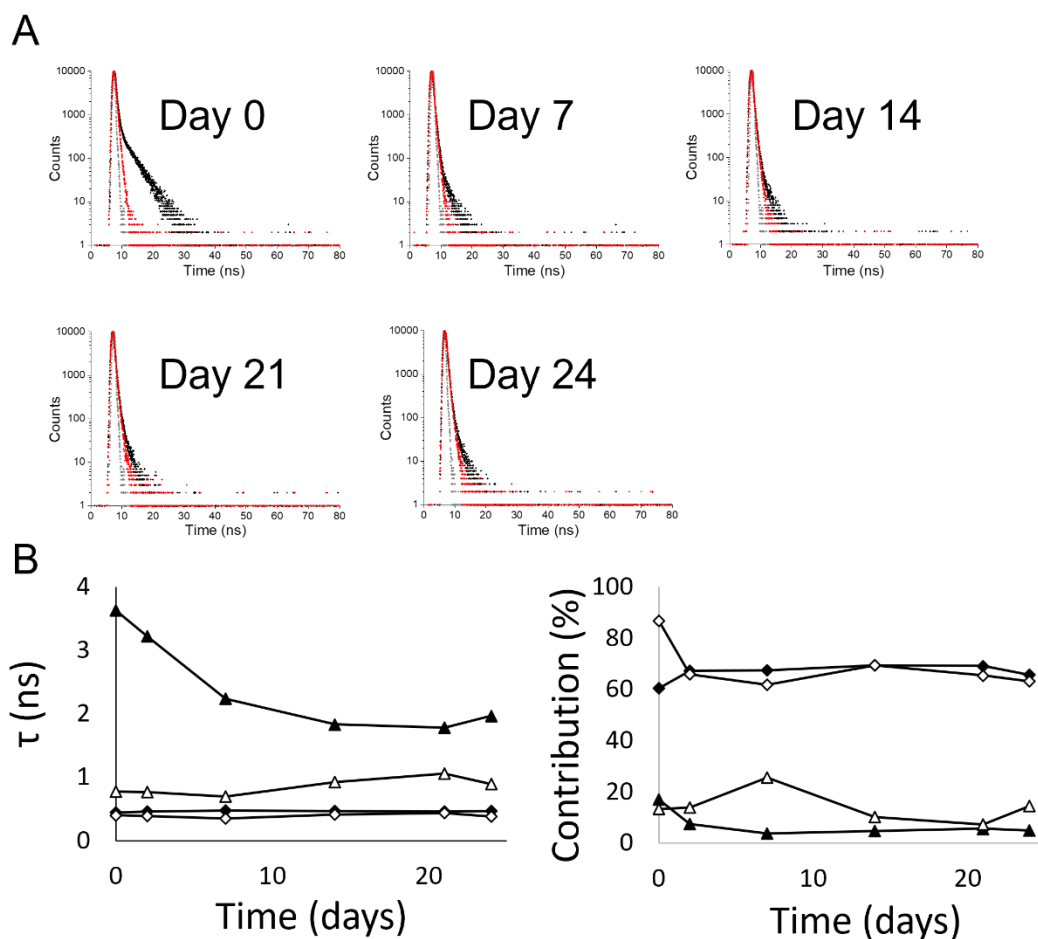 A
Day 0
Counts
10000
1000
100
10
1
0 10 20 30 40 50 60 70 80
Time (ns)
Day 7
Counts
10000
1000
100
10
1
0 10 20 30 40 50 60 70 80
Time (ns)
Day 14
Counts
10000
1000
100
10
1
0 10 20 30 40 50 60 70 80
Time (ns)
Day 21
Counts
10000
1000
100
10
1
0 10 20 30 40 50 60 70 80
Time (ns)
Day 24
Counts
10000
1000
100
10
1
0 10 20 30 40 50 60 70 80
Time (ns)
B
τ (ns)
4
3
2
1
0
0 10 20
Time (days)
Contribution (%)
100
80
60
40
20
0
0 10 20
Time (days)